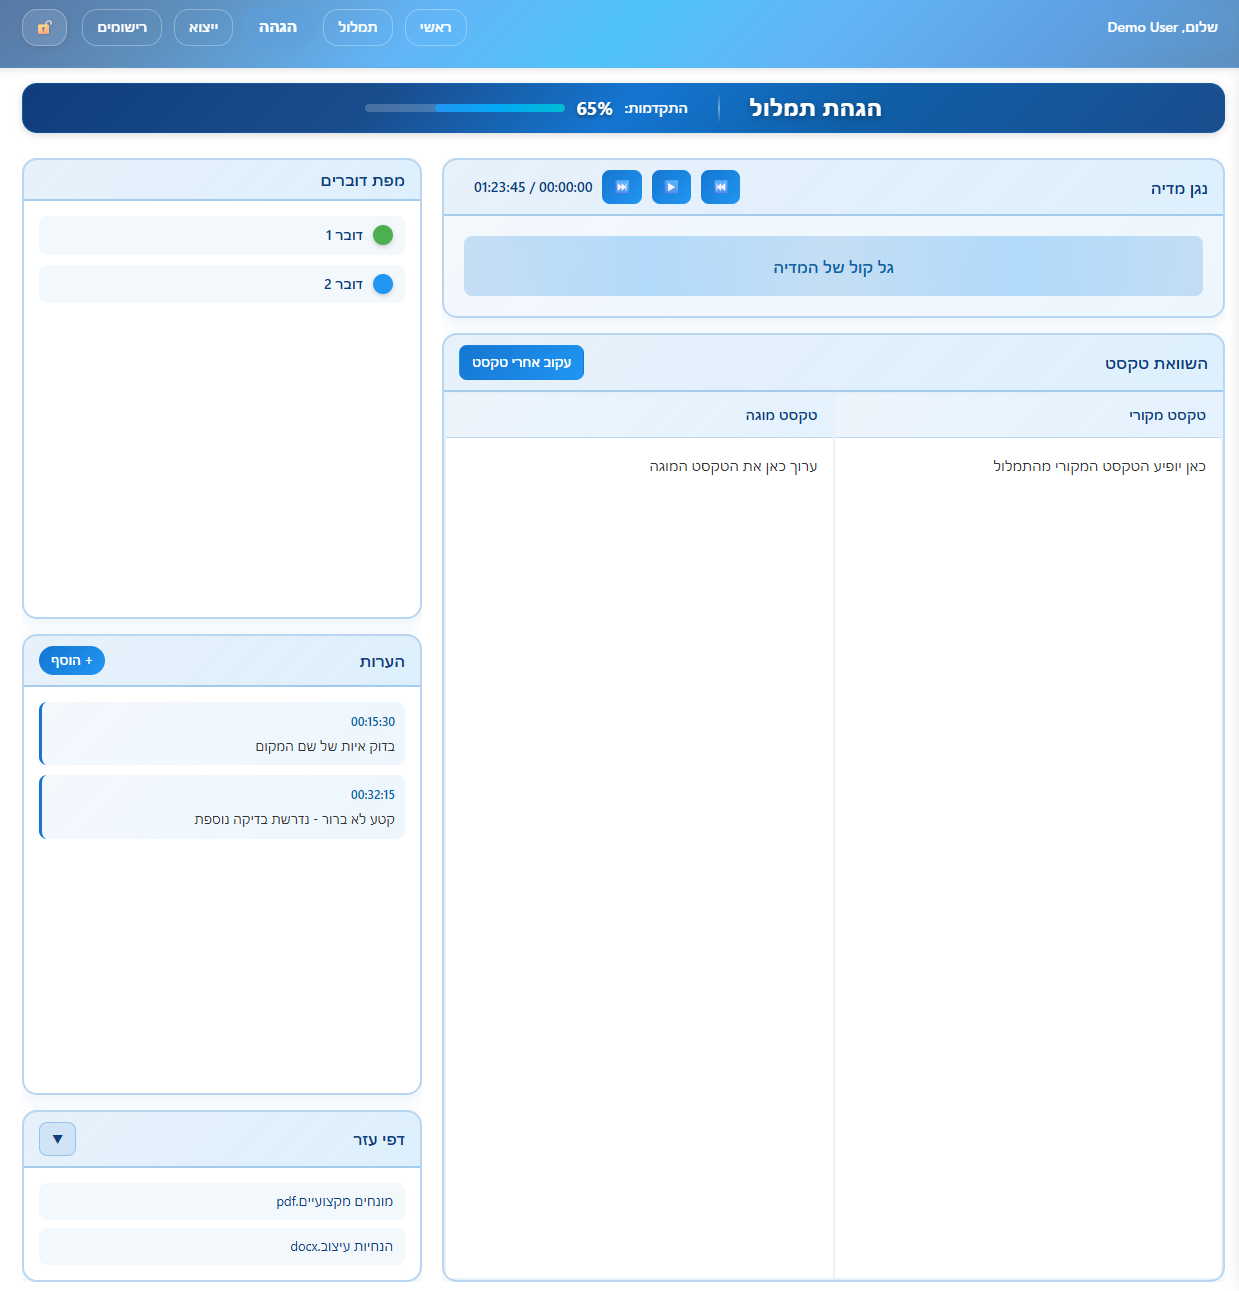 שלום, Demo User
ראשי
תמלול
הגהה
ייצוא
רישומים
הגהת תמלול
התקדמות: 65%
נגן מדיה
01:23:45 / 00:00:00
גל קול של המדיה
השוואת טקסט
עקוב אחרי טקסט
טקסט מקורי
טקסט מוגה
כאן יופיע הטקסט המקורי מהתמלול
ערוך כאן את הטקסט המוגה
מפת דוברים
דובר 1
דובר 2
הערות
+ הוסף
00:15:30
בדוק איות של שם המקום
00:32:15
קטע לא ברור - נדרשת בדיקה נוספת
דפי עזר
מונחים מקצועיים.pdf
הנחיות עיצוב.docx